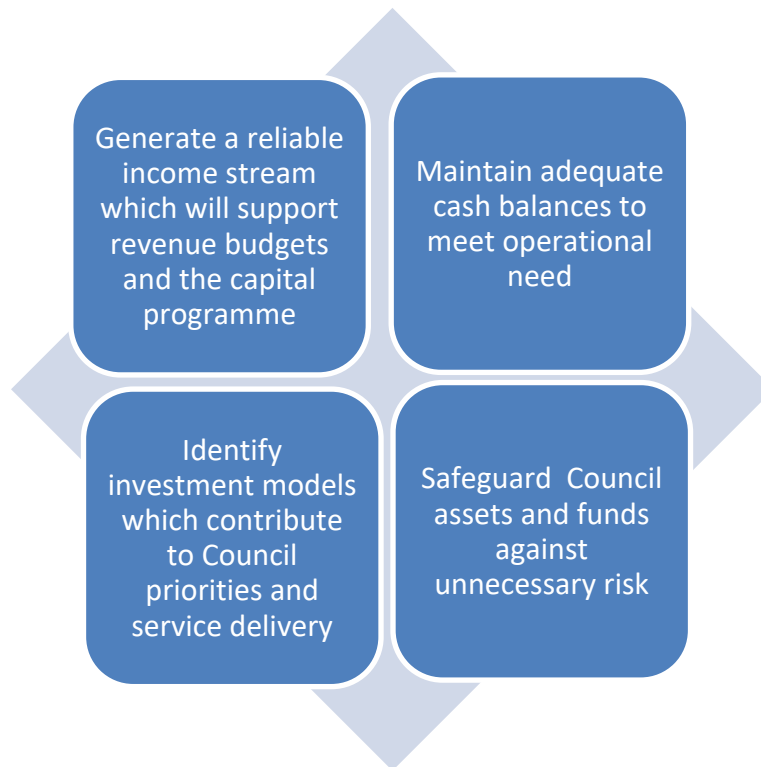 Generate a reliable
income stream
which will support
revenue budgets
and the capital
programme
Maintain adequate
cash balances to
meet operational
need
Identify
investment models
which contribute
to Council
priorities and
service delivery
Safeguard  Council
assets and funds
against
unnecessary risk